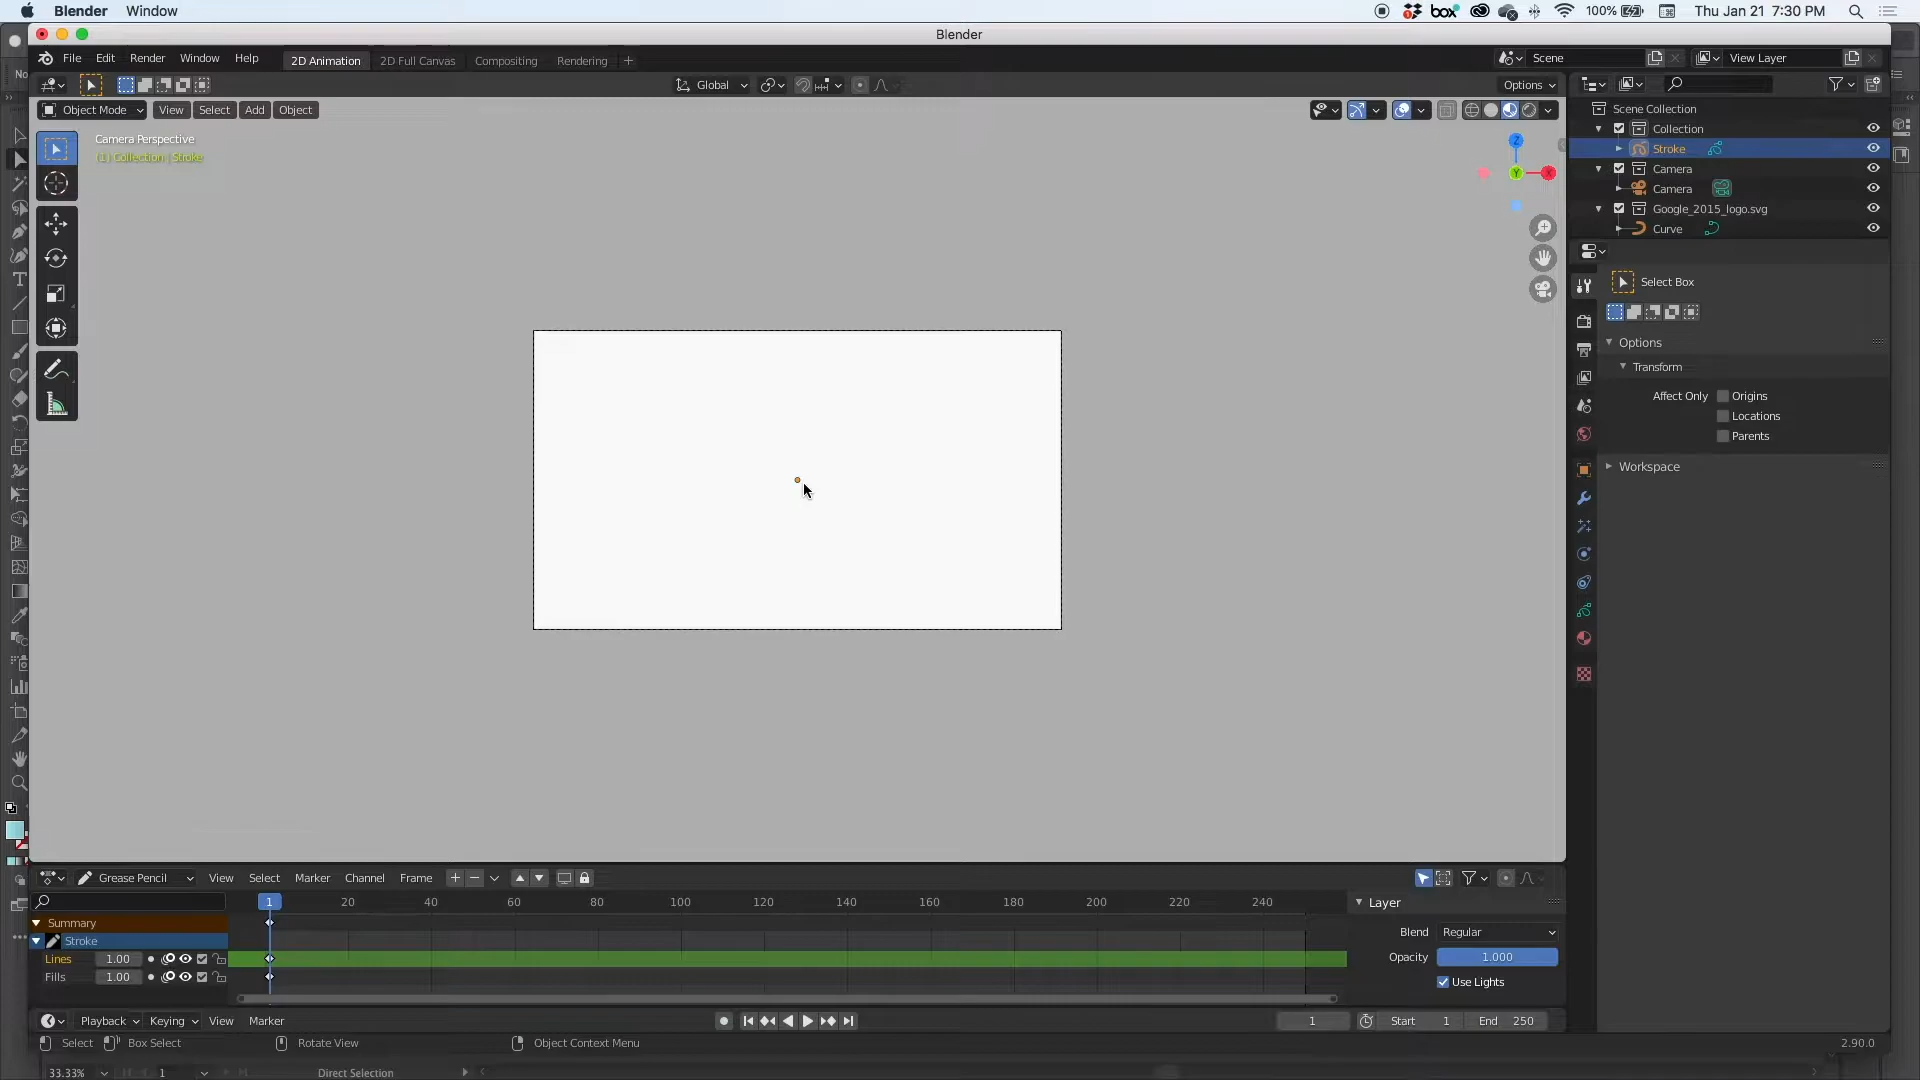 Blender Window
box 100% Thu Jan 21 7:30 PM
Blender
File Edit Render Window Help 2D Animation 2D Full Canvas Compositing Rendering + Scene View Layer
No
Global Options
Object Mode View Select Add Object
Camera Perspective
(1) Collection | Stroke
Z
Y X
Scene Collection
Collection
Stroke
Camera
Camera
Google_2015_logo.svg
Curve
Select Box
Options
Transform
Affect Only Origins
Locations
Parents
Workspace
Grease Pencil View Select Marker Channel Frame
1 20 40 60 80 100 120 140 160 180 200 220 240
Summary
Stroke
Lines 1.00
Fills 1.00
Layer
Blend Regular
Opacity 1.000
Use Lights
Playback Keying View Marker 1 Start 1 End 250
Select Box Select Rotate View Object Context Menu 2.90.0
33.33% 1 Direct Selection